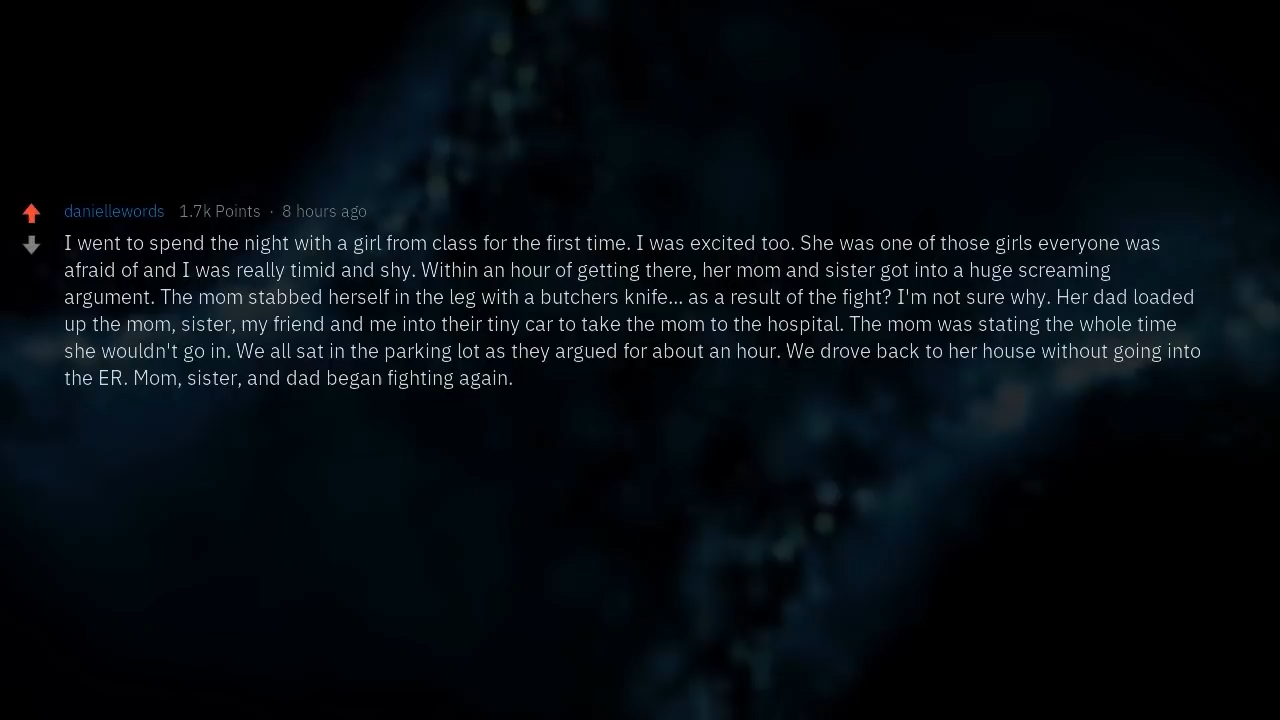 daniellewords 1.7k Points · 8 hours ago
I went to spend the night with a girl from class for the first time. I was excited too. She was one of those girls everyone was
afraid of and I was really timid and shy. Within an hour of getting there, her mom and sister got into a huge screaming
argument. The mom stabbed herself in the leg with a butchers knife... as a result of the fight? I'm not sure why. Her dad loaded
up the mom, sister, my friend and me into their tiny car to take the mom to the hospital. The mom was stating the whole time
she wouldn't go in. We all sat in the parking lot as they argued for about an hour. We drove back to her house without going into
the ER. Mom, sister, and dad began fighting again.